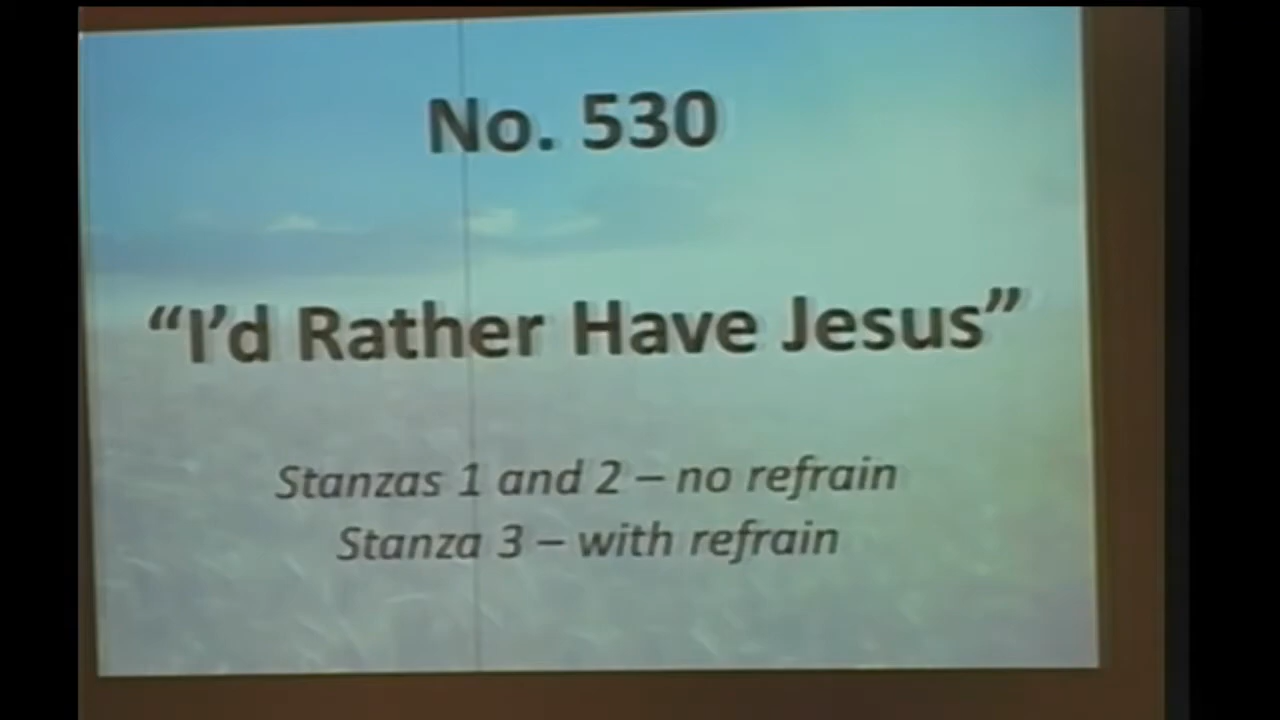 No. 530
“I’d Rather Have Jesus”
Stanzas 1 and 2 – no refrain
Stanza 3 – with refrain